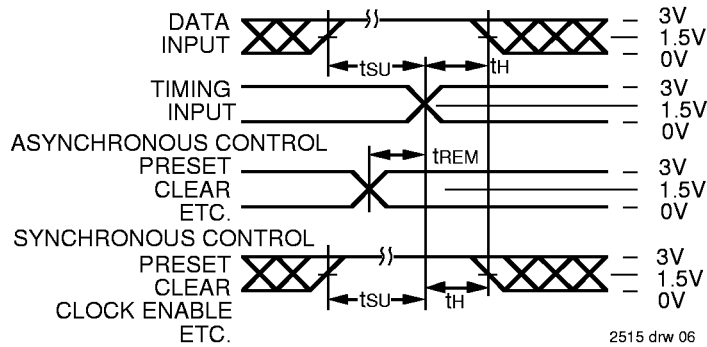 DATA
INPUT
3V
1.5V
0V
tSU
tH
TIMING
INPUT
3V
1.5V
0V
ASYNCHRONOUS CONTROL
PRESET
CLEAR
ETC.
tREM
3V
1.5V
0V
SYNCHRONOUS CONTROL
PRESET
CLEAR
CLOCK ENABLE
ETC.
tSU
tH
3V
1.5V
0V
2515 drw 06